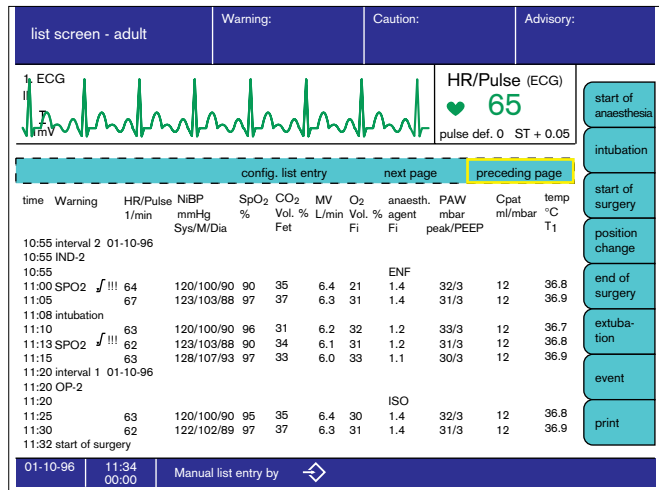 list screen - adult
Warning:
Caution:
Advisory:
1. ECG
II
1mV
HR/Pulse (ECG)
65
pulse def. 0 ST + 0.05
config. list entry next page preceding page
time Warning HR/Pulse NiBP SpO2 CO2 MV O2 anaesth. PAW Cpat temp
1/min mmHg % Vol. % L/min Vol. % agent mbar ml/mbar °C
Sys/M/Dia Fet Fi Fi peak/PEEP T1
10:55 interval 2 01-10-96
10:55 IND-2
10:55 ENF
11:00 SPO2 !!! 64 120/100/90 90 35 6.4 21 1.4 32/3 12 36.8
11:05 67 123/103/88 97 37 6.3 31 1.4 31/3 12 36.9
11:08 intubation
11:10 63 120/100/90 96 31 6.2 32 1.2 33/3 12 36.7
11:13 SPO2 !!! 62 123/103/88 90 34 6.1 31 1.2 31/3 12 36.8
11:15 63 128/107/93 97 33 6.0 33 1.1 30/3 12 36.9
11:20 interval 1 01-10-96
11:20 OP-2
11:20 ISO
11:25 63 120/100/90 95 35 6.4 30 1.4 32/3 12 36.8
11:30 62 122/102/89 97 37 6.3 31 1.4 31/3 12 36.9
11:32 start of surgery
start of
anaesthesia
intubation
start of
surgery
position
change
end of
surgery
extuba-
tion
event
print
01-10-96 11:34 Manual list entry by
00:00